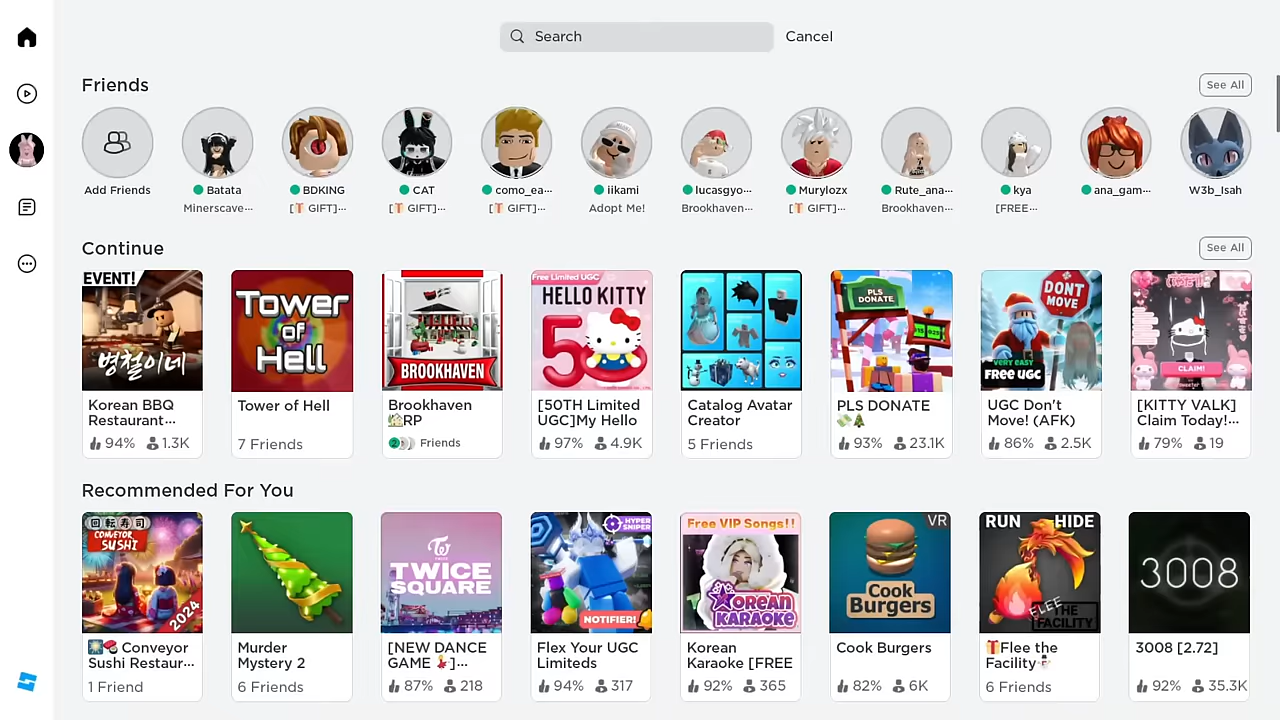 Search
Cancel
Friends
See All
Add Friends
Batata
Minerscave···
BDKING
[🎁 GIFT]···
CAT
[🎁 GIFT]···
como_ea···
[🎁 GIFT]···
iikami
Adopt Me!
lucasgyo···
Brookhaven···
Murylozx
[🎁 GIFT]···
Rute_ana···
Brookhaven···
kya
[FREE···
ana_gam···
W3b_Isah
Continue
See All
EVENT!
병철이네
Korean BBQ
Restaurant···
94% 1.3K
Tower
of
Hell
Tower of Hell
7 Friends
BROOKHAVEN
Brookhaven
🏡RP
2 Friends
Free Limited UGC
HELLO KITTY
50
[50TH Limited
UGC]My Hello
97% 4.9K
Catalog Avatar
Creator
5 Friends
PLS
DONATE
PLS DONATE
💸🎄
93% 23.1K
DONT
MOVE
VERY EASY
FREE UGC
UGC Don't
Move! (AFK)
86% 2.5K
CLAIM!
[KITTY VALK]
Claim Today!···
79% 19
Recommended For You
回転寿司
CONVEYOR
SUSHI
2024
🎆🍣 Conveyor
Sushi Restaur···
1 Friend
Murder
Mystery 2
6 Friends
TWICE
TWICE
SQUARE
[NEW DANCE
GAME 💃]···
87% 218
HYPER
SNIPER
NOTIFIER!
Flex Your UGC
Limiteds
94% 317
Free VIP Songs!!
KOREAN
KARAOKE
Korean
Karaoke [FREE
92% 365
VR
Cook
Burgers
Cook Burgers
82% 6K
RUN HIDE
FLEE
THE
FACILITY
🎁Flee the
Facility⛄
6 Friends
3008
3008 [2.72]
92% 35.3K